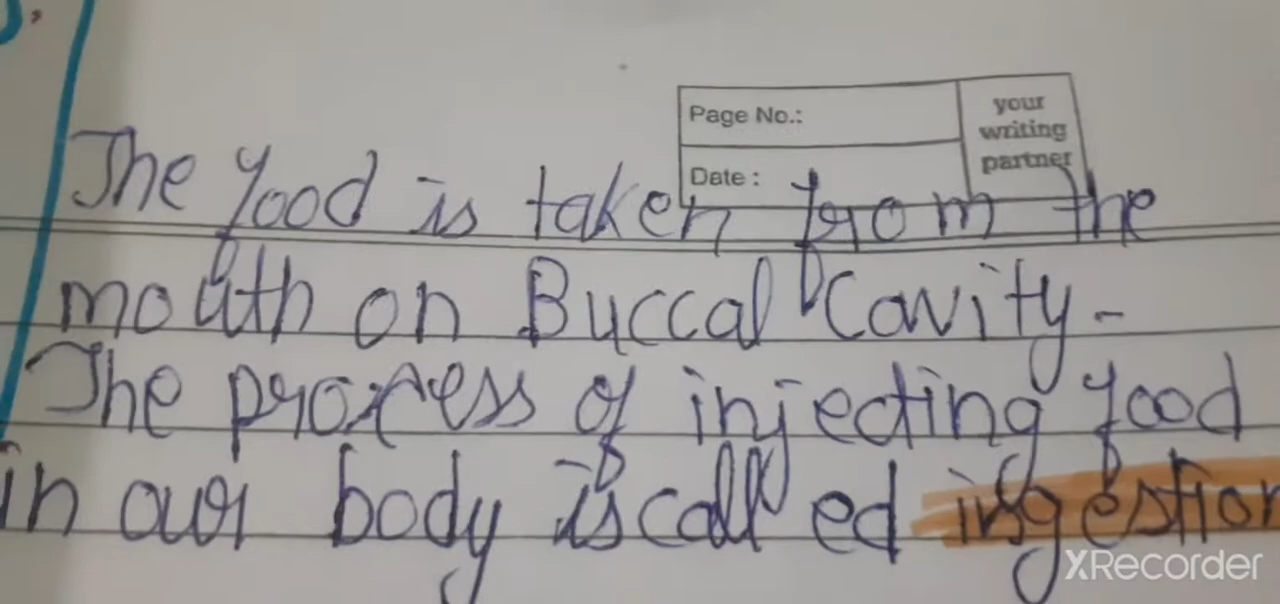 Page No.:
your writing partner
Date :
The food is taken from the
mouth or Buccal Cavity-
The process of injecting food
in our body is called ingestion
XRecorder